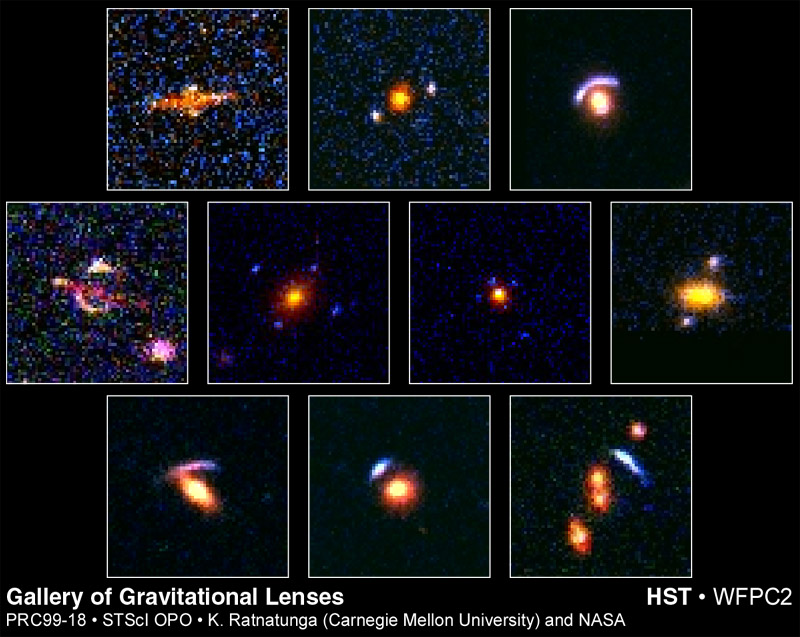 Gallery of Gravitational Lenses
HST • WFPC2
PRC99-18 • STScI OPO • K. Ratnatunga (Carnegie Mellon University) and NASA